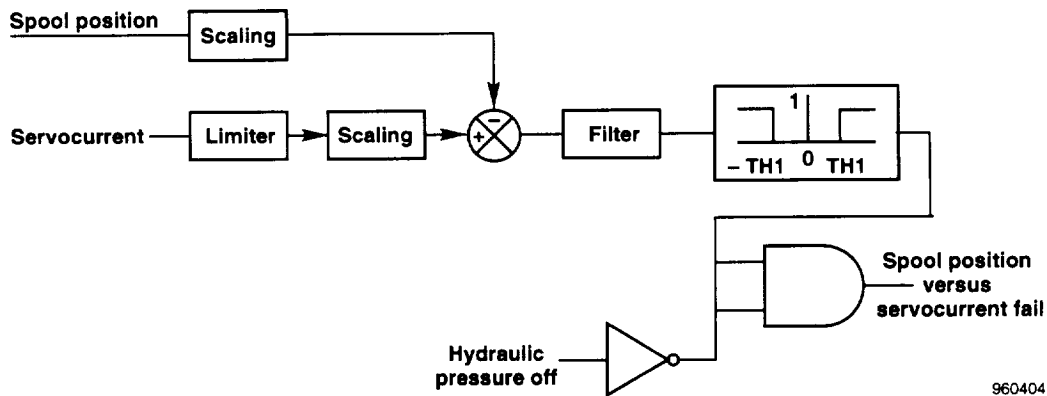 Spool position
Scaling
Servocurrent
Limiter
Scaling
+
−
Filter
1
0
– TH1
TH1
Spool position
versus
servocurrent fail
Hydraulic
pressure off
960404